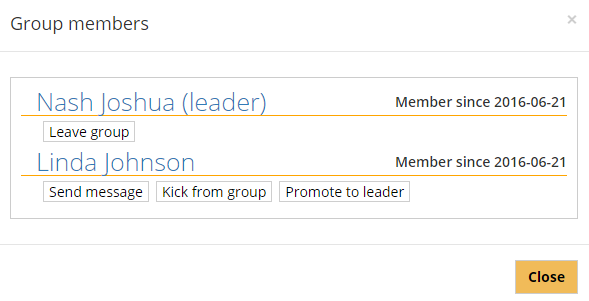 Group members ×
Nash Joshua (leader) Member since 2016-06-21
Leave group
Linda Johnson Member since 2016-06-21
Send message Kick from group Promote to leader
Close